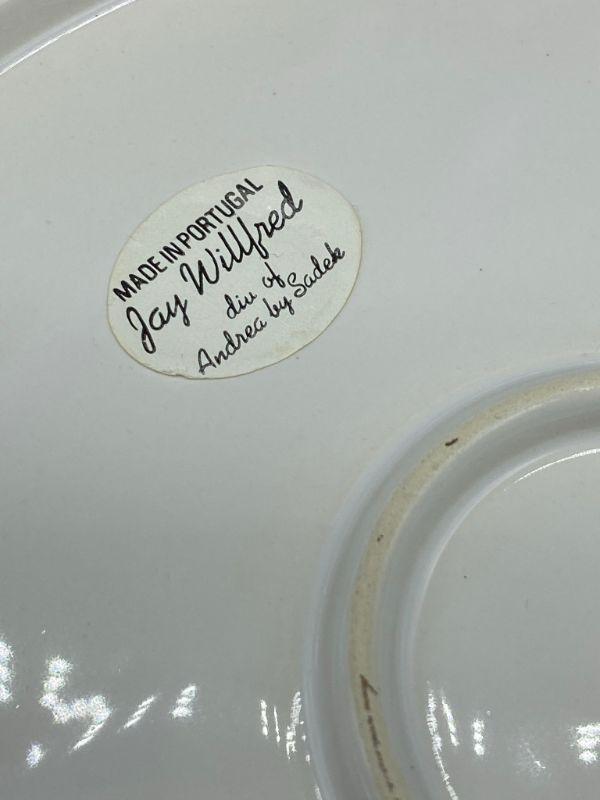 MADE IN PORTUGAL
Jay Willfred
div of
Andrea by Sadek